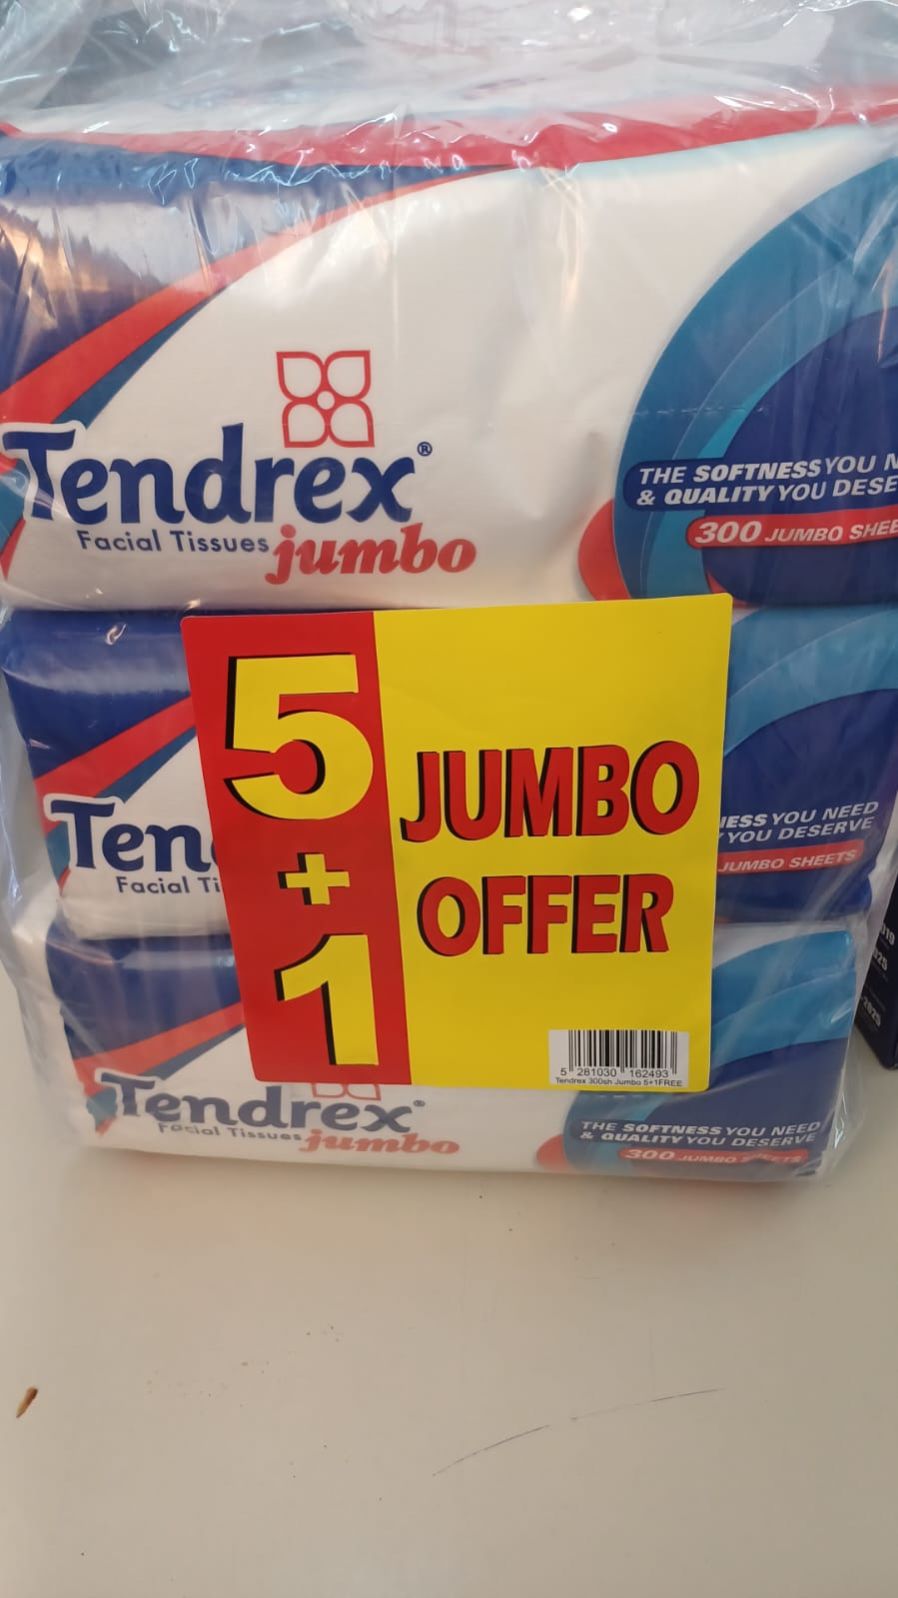 Tendrex®
Facial Tissues jumbo
THE SOFTNESS YOU N
& QUALITY YOU DESE
300 JUMBO SHEE
5
+
1
JUMBO
OFFER
5 281030 162493
Tendrex 300sh Jumbo 5+1FREE
Ten
Facial Ti
NESS YOU NEED
YOU DESERVE
JUMBO SHEETS
Tendrex®
Facial Tissues jumbo
THE SOFTNESS YOU NEED
& QUALITY YOU DESERVE
300 JUMBO SHEETS
2025